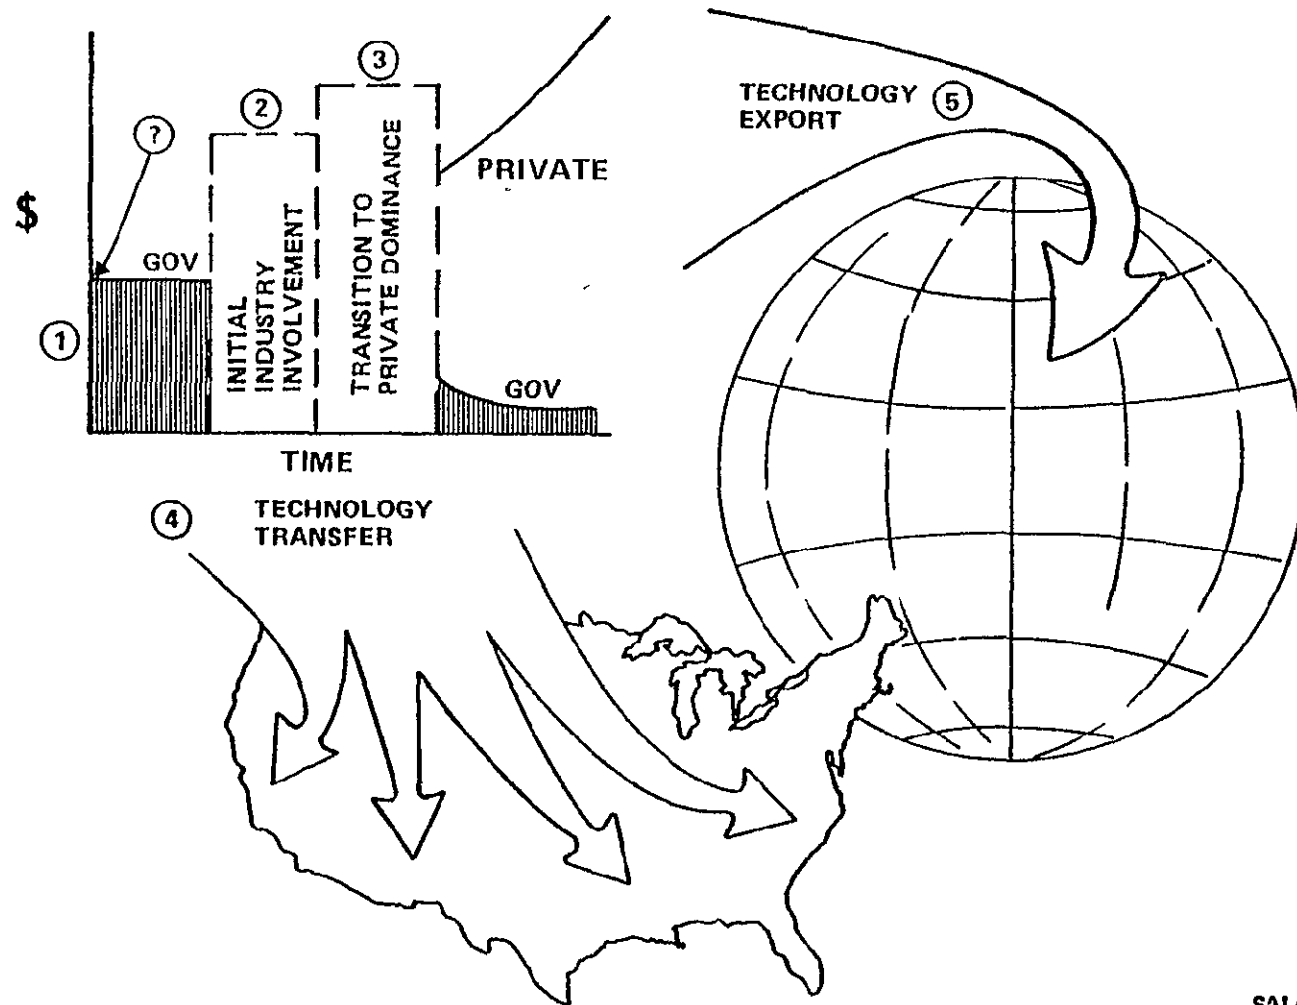 3
2
?
$
GOV
1
INITIAL
INDUSTRY
INVOLVEMENT
TRANSITION TO
PRIVATE DOMINANCE
PRIVATE
GOV
TIME
TECHNOLOGY 5
EXPORT
4 TECHNOLOGY
TRANSFER